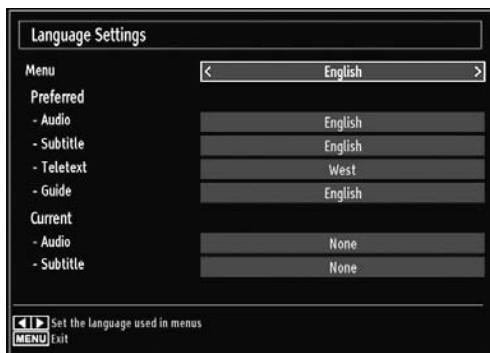 Language Settings
Menu < English >
Preferred
- Audio English
- Subtitle English
- Teletext West
- Guide English
Current
- Audio None
- Subtitle None
◀ ▶ Set the language used in menus
MENU Exit